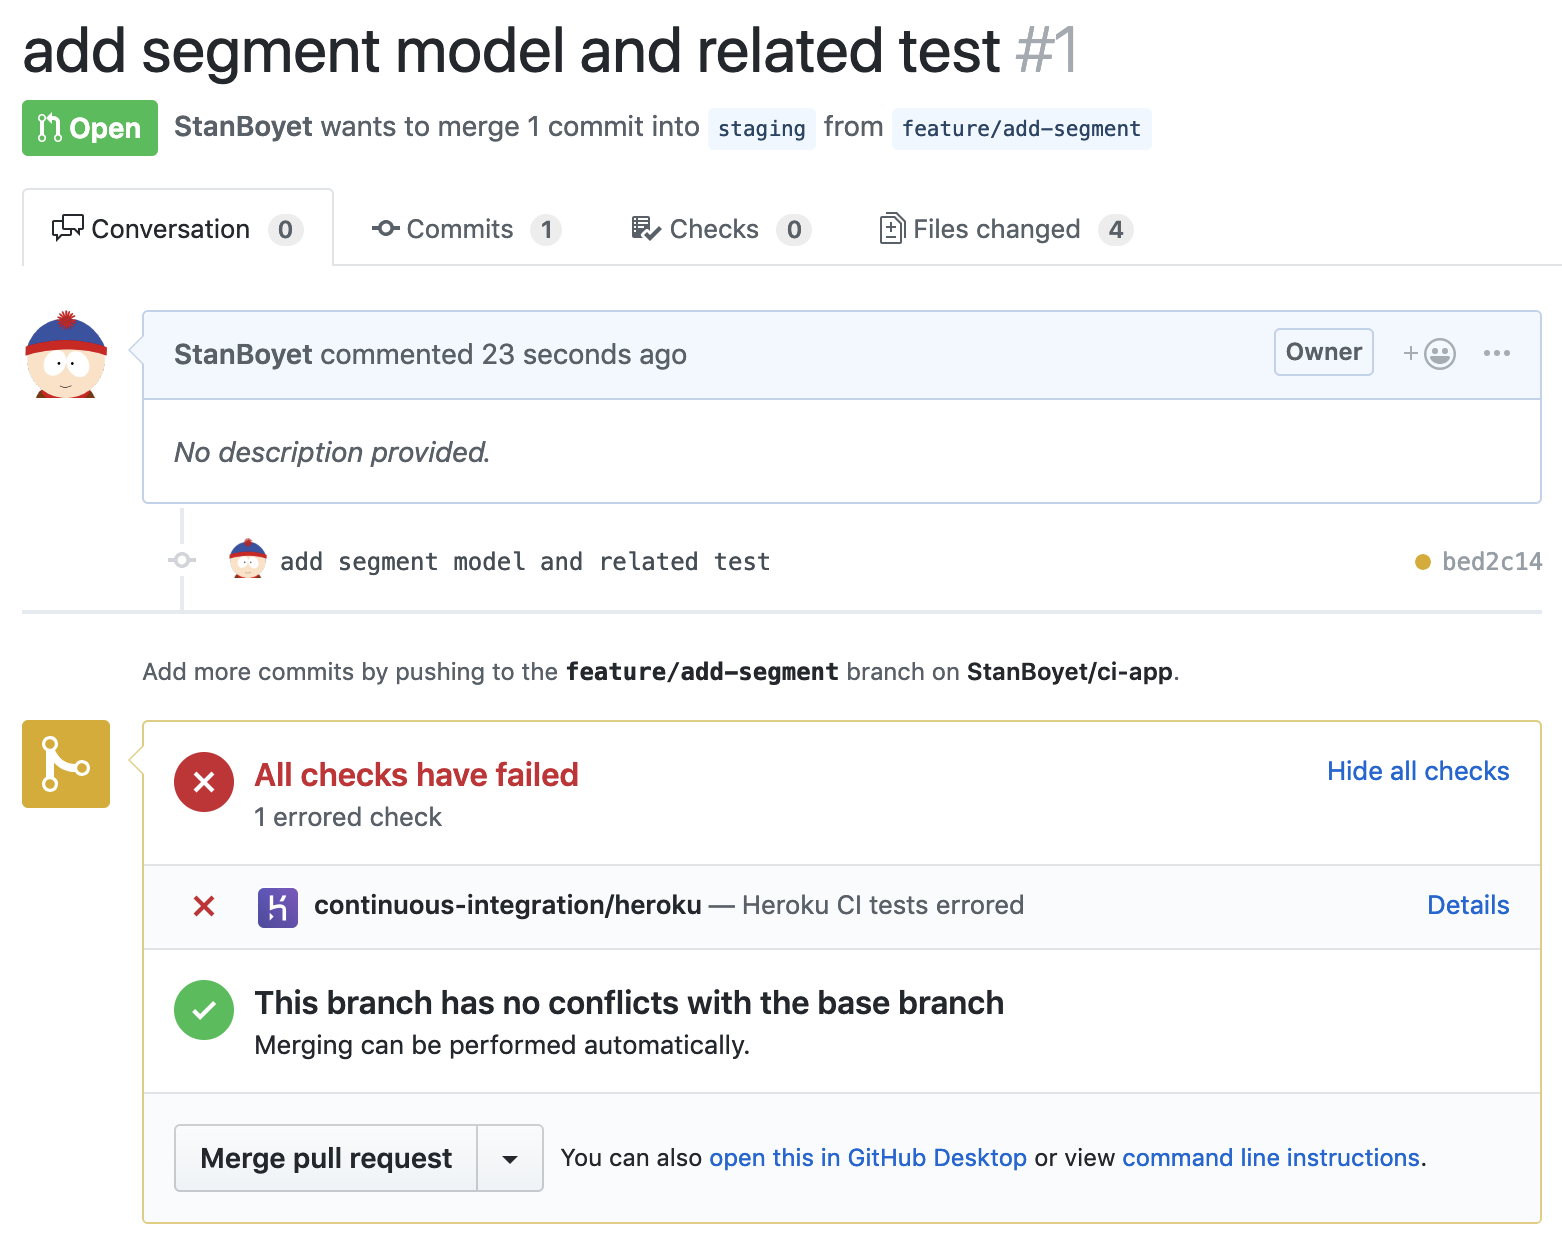 add segment model and related test #1
Open StanBoyet wants to merge 1 commit into staging from feature/add-segment
Conversation 0 Commits 1 Checks 0 Files changed 4
StanBoyet commented 23 seconds ago Owner
No description provided.
add segment model and related test bed2c14
Add more commits by pushing to the feature/add-segment branch on StanBoyet/ci-app.
All checks have failed Hide all checks
1 errored check
continuous-integration/heroku — Heroku CI tests errored Details
This branch has no conflicts with the base branch
Merging can be performed automatically.
Merge pull request You can also open this in GitHub Desktop or view command line instructions.